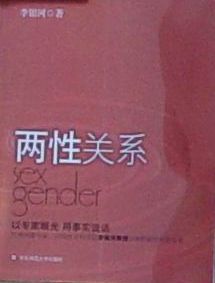 李银河 著
两性关系
sex
gender
以专家眼光 用事实说话
华东师范大学出版社